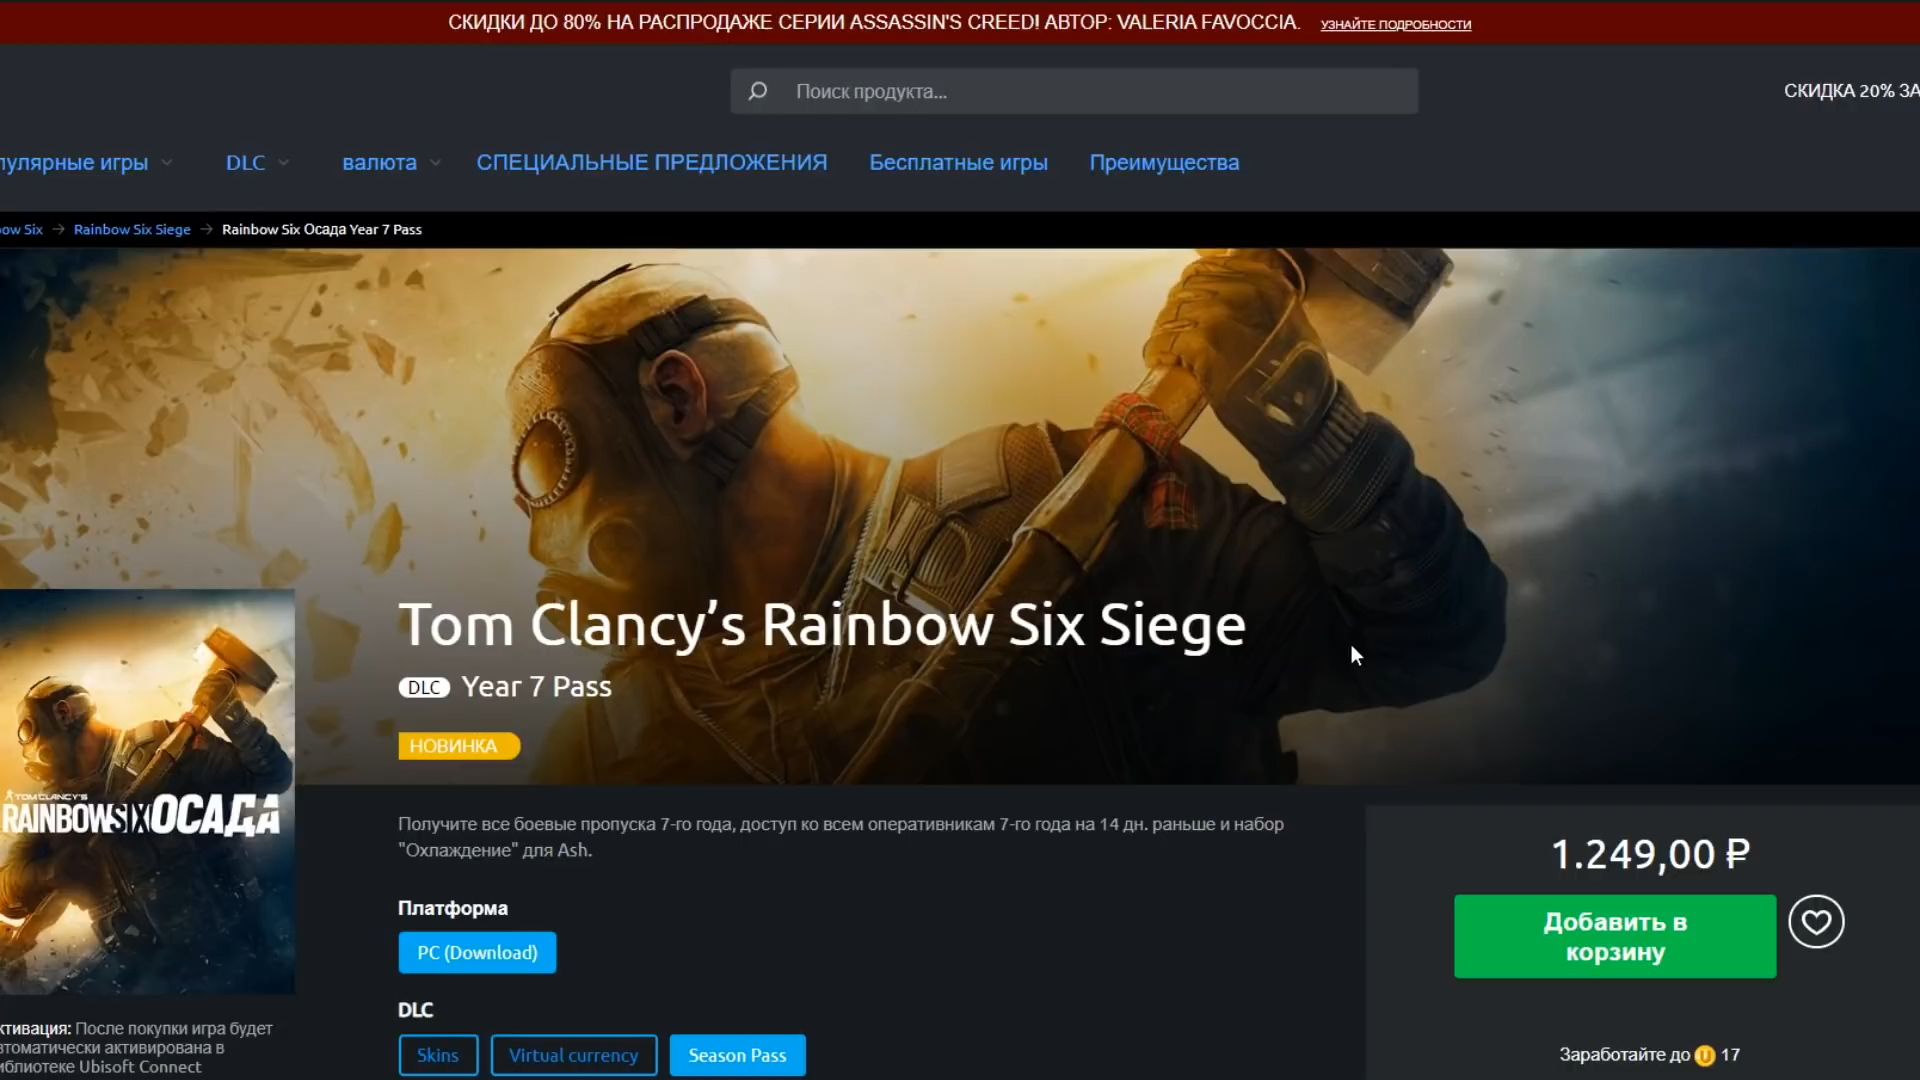 СКИДКИ ДО 80% НА РАСПРОДАЖЕ СЕРИИ ASSASSIN'S CREED! АВТОР: VALERIA FAVOCCIA. УЗНАЙТЕ ПОДРОБНОСТИ
Поиск продукта...
СКИДКА 20% ЗА
пулярные игры DLC валюта СПЕЦИАЛЬНЫЕ ПРЕДЛОЖЕНИЯ Бесплатные игры Преимущества
ow Six → Rainbow Six Siege → Rainbow Six Осада Year 7 Pass
Tom Clancy’s Rainbow Six Siege
DLC Year 7 Pass
НОВИНКА
TOM CLANCY'S
RAINBOWSIX ОСАДА
Получите все боевые пропуска 7-го года, доступ ко всем оперативникам 7-го года на 14 дн. раньше и набор
"Охлаждение" для Ash.
1.249,00 ₽
Добавить в
корзину
Платформа
PC (Download)
DLC
Skins Virtual currency Season Pass
Заработайте до U 17
ктивация: После покупки игра будет
втоматически активирована в
иблиотеке Ubisoft Connect